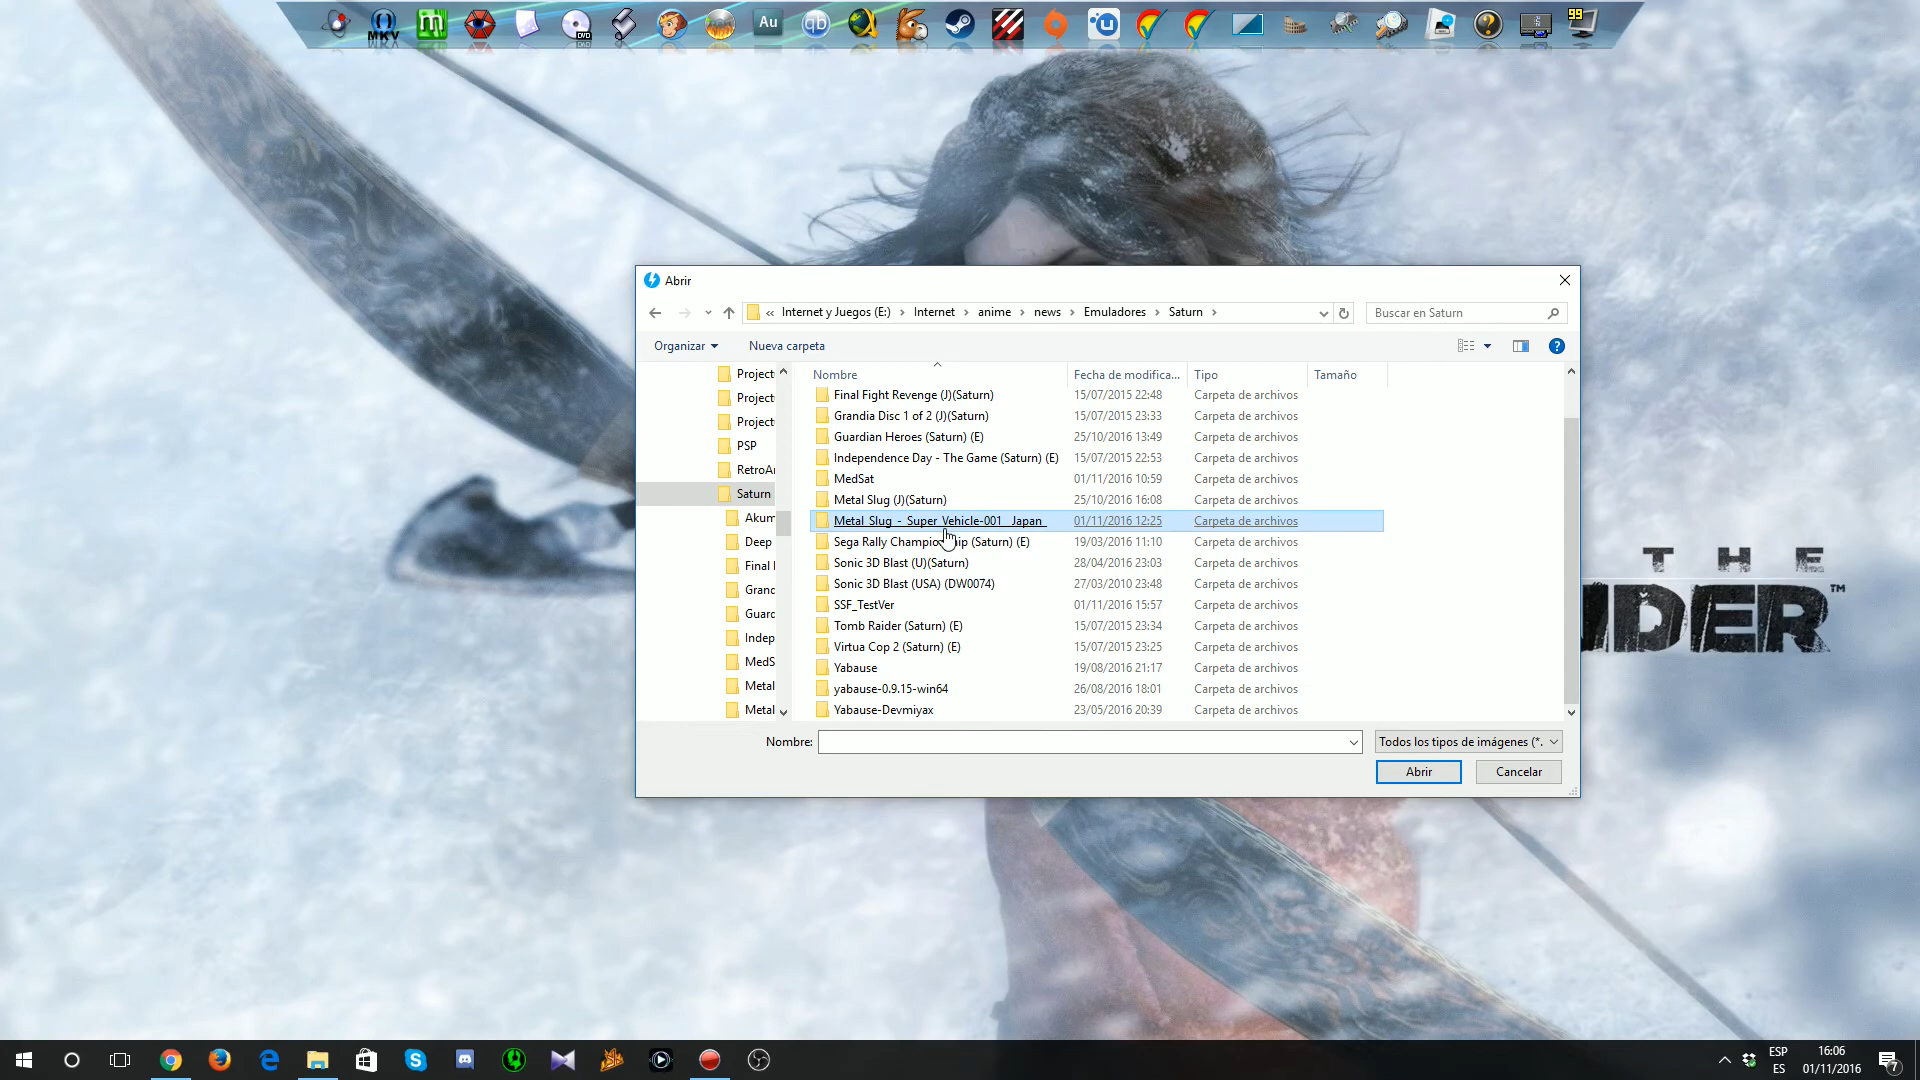 MKV
DVD
Au
qb
99
THE
NDER™
Abrir
« Internet y Juegos (E:) › Internet › anime › news › Emuladores › Saturn ›
Buscar en Saturn
Organizar
Nueva carpeta
?
Nombre
Fecha de modifica...
Tipo
Tamaño
Project
Project
Project
PSP
RetroAr
Saturn
Akum
Deep
Final
Grand
Guard
Indep
MedS
Metal
Metal
Final Fight Revenge (J)(Saturn) 15/07/2015 22:48 Carpeta de archivos
Grandia Disc 1 of 2 (J)(Saturn) 15/07/2015 23:33 Carpeta de archivos
Guardian Heroes (Saturn) (E) 25/10/2016 13:49 Carpeta de archivos
Independence Day - The Game (Saturn) (E) 15/07/2015 22:53 Carpeta de archivos
MedSat 01/11/2016 10:59 Carpeta de archivos
Metal Slug (J)(Saturn) 25/10/2016 16:08 Carpeta de archivos
Metal_Slug_-_Super_Vehicle-001__Japan_ 01/11/2016 12:25 Carpeta de archivos
Sega Rally Championship (Saturn) (E) 19/03/2016 11:10 Carpeta de archivos
Sonic 3D Blast (U)(Saturn) 28/04/2016 23:03 Carpeta de archivos
Sonic 3D Blast (USA) (DW0074) 27/03/2010 23:48 Carpeta de archivos
SSF_TestVer 01/11/2016 15:57 Carpeta de archivos
Tomb Raider (Saturn) (E) 15/07/2015 23:34 Carpeta de archivos
Virtua Cop 2 (Saturn) (E) 15/07/2015 23:25 Carpeta de archivos
Yabause 19/08/2016 21:17 Carpeta de archivos
yabause-0.9.15-win64 26/08/2016 18:01 Carpeta de archivos
Yabause-Devmiyax 23/05/2016 20:39 Carpeta de archivos
Nombre:
Todos los tipos de imágenes (*.
Abrir
Cancelar
ESP
ES
16:06
01/11/2016
7